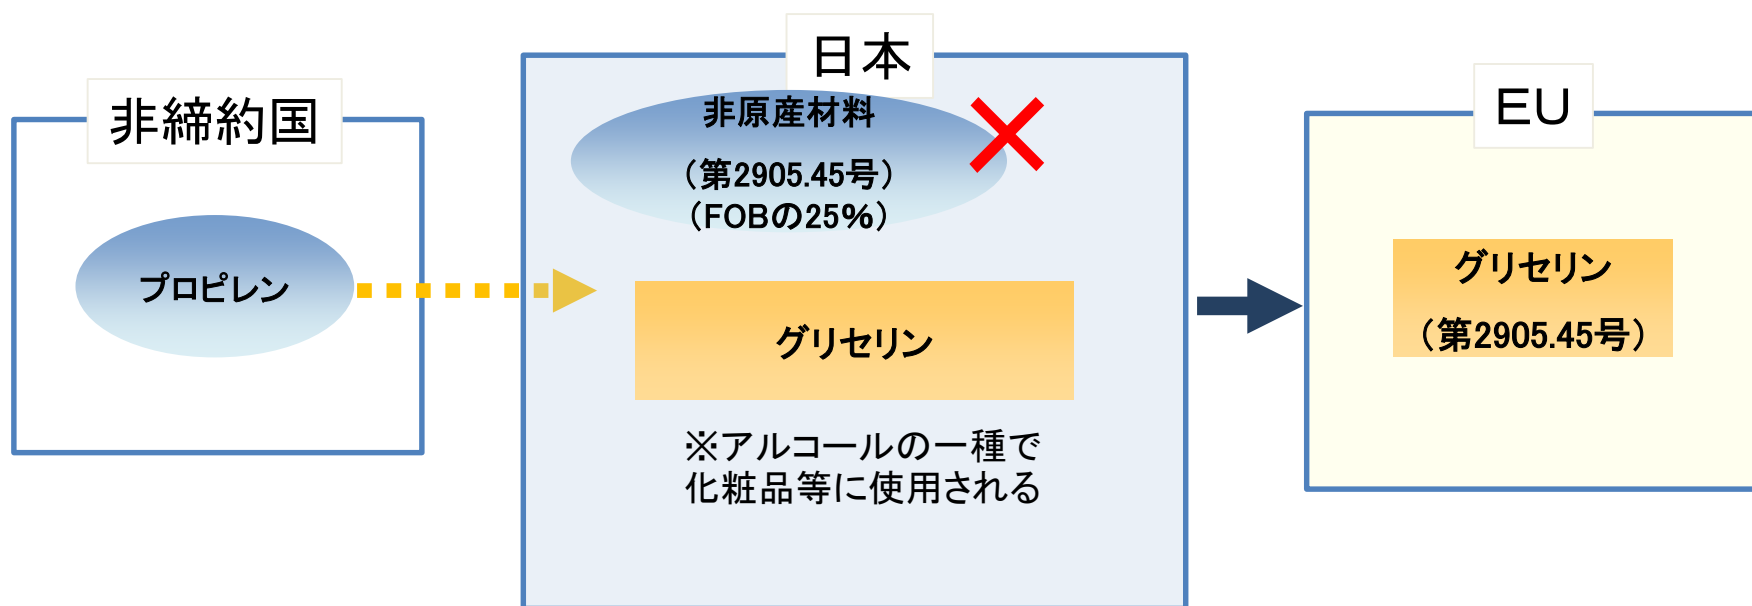 非締約国
プロピレン
日本
非原産材料
（第2905.45号）
（FOBの25%）
グリセリン
※アルコールの一種で
化粧品等に使用される
EU
グリセリン
（第2905.45号）